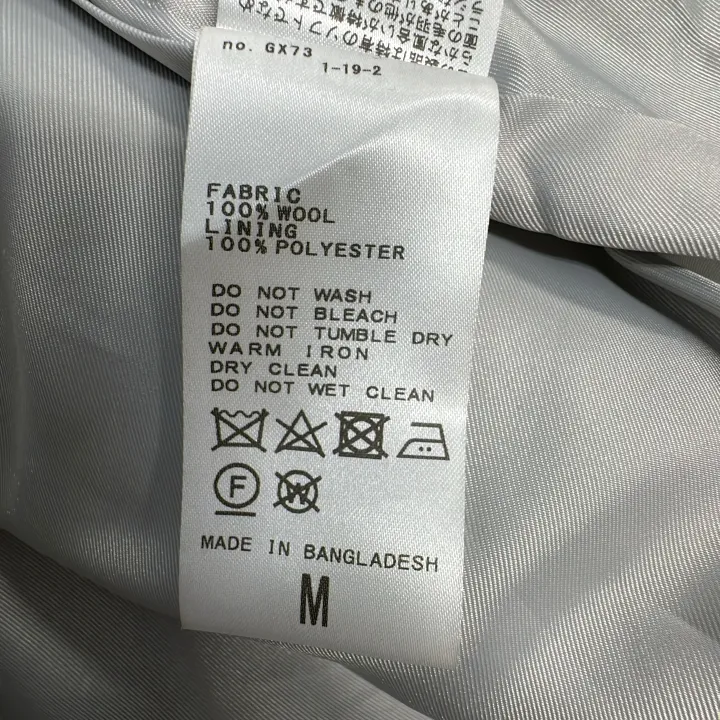 no. GX73
1-19-2
FABRIC
100% WOOL
LINING
100% POLYESTER
DO NOT WASH
DO NOT BLEACH
DO NOT TUMBLE DRY
WARM IRON
DRY CLEAN
DO NOT WET CLEAN
F W
MADE IN BANGLADESH
M